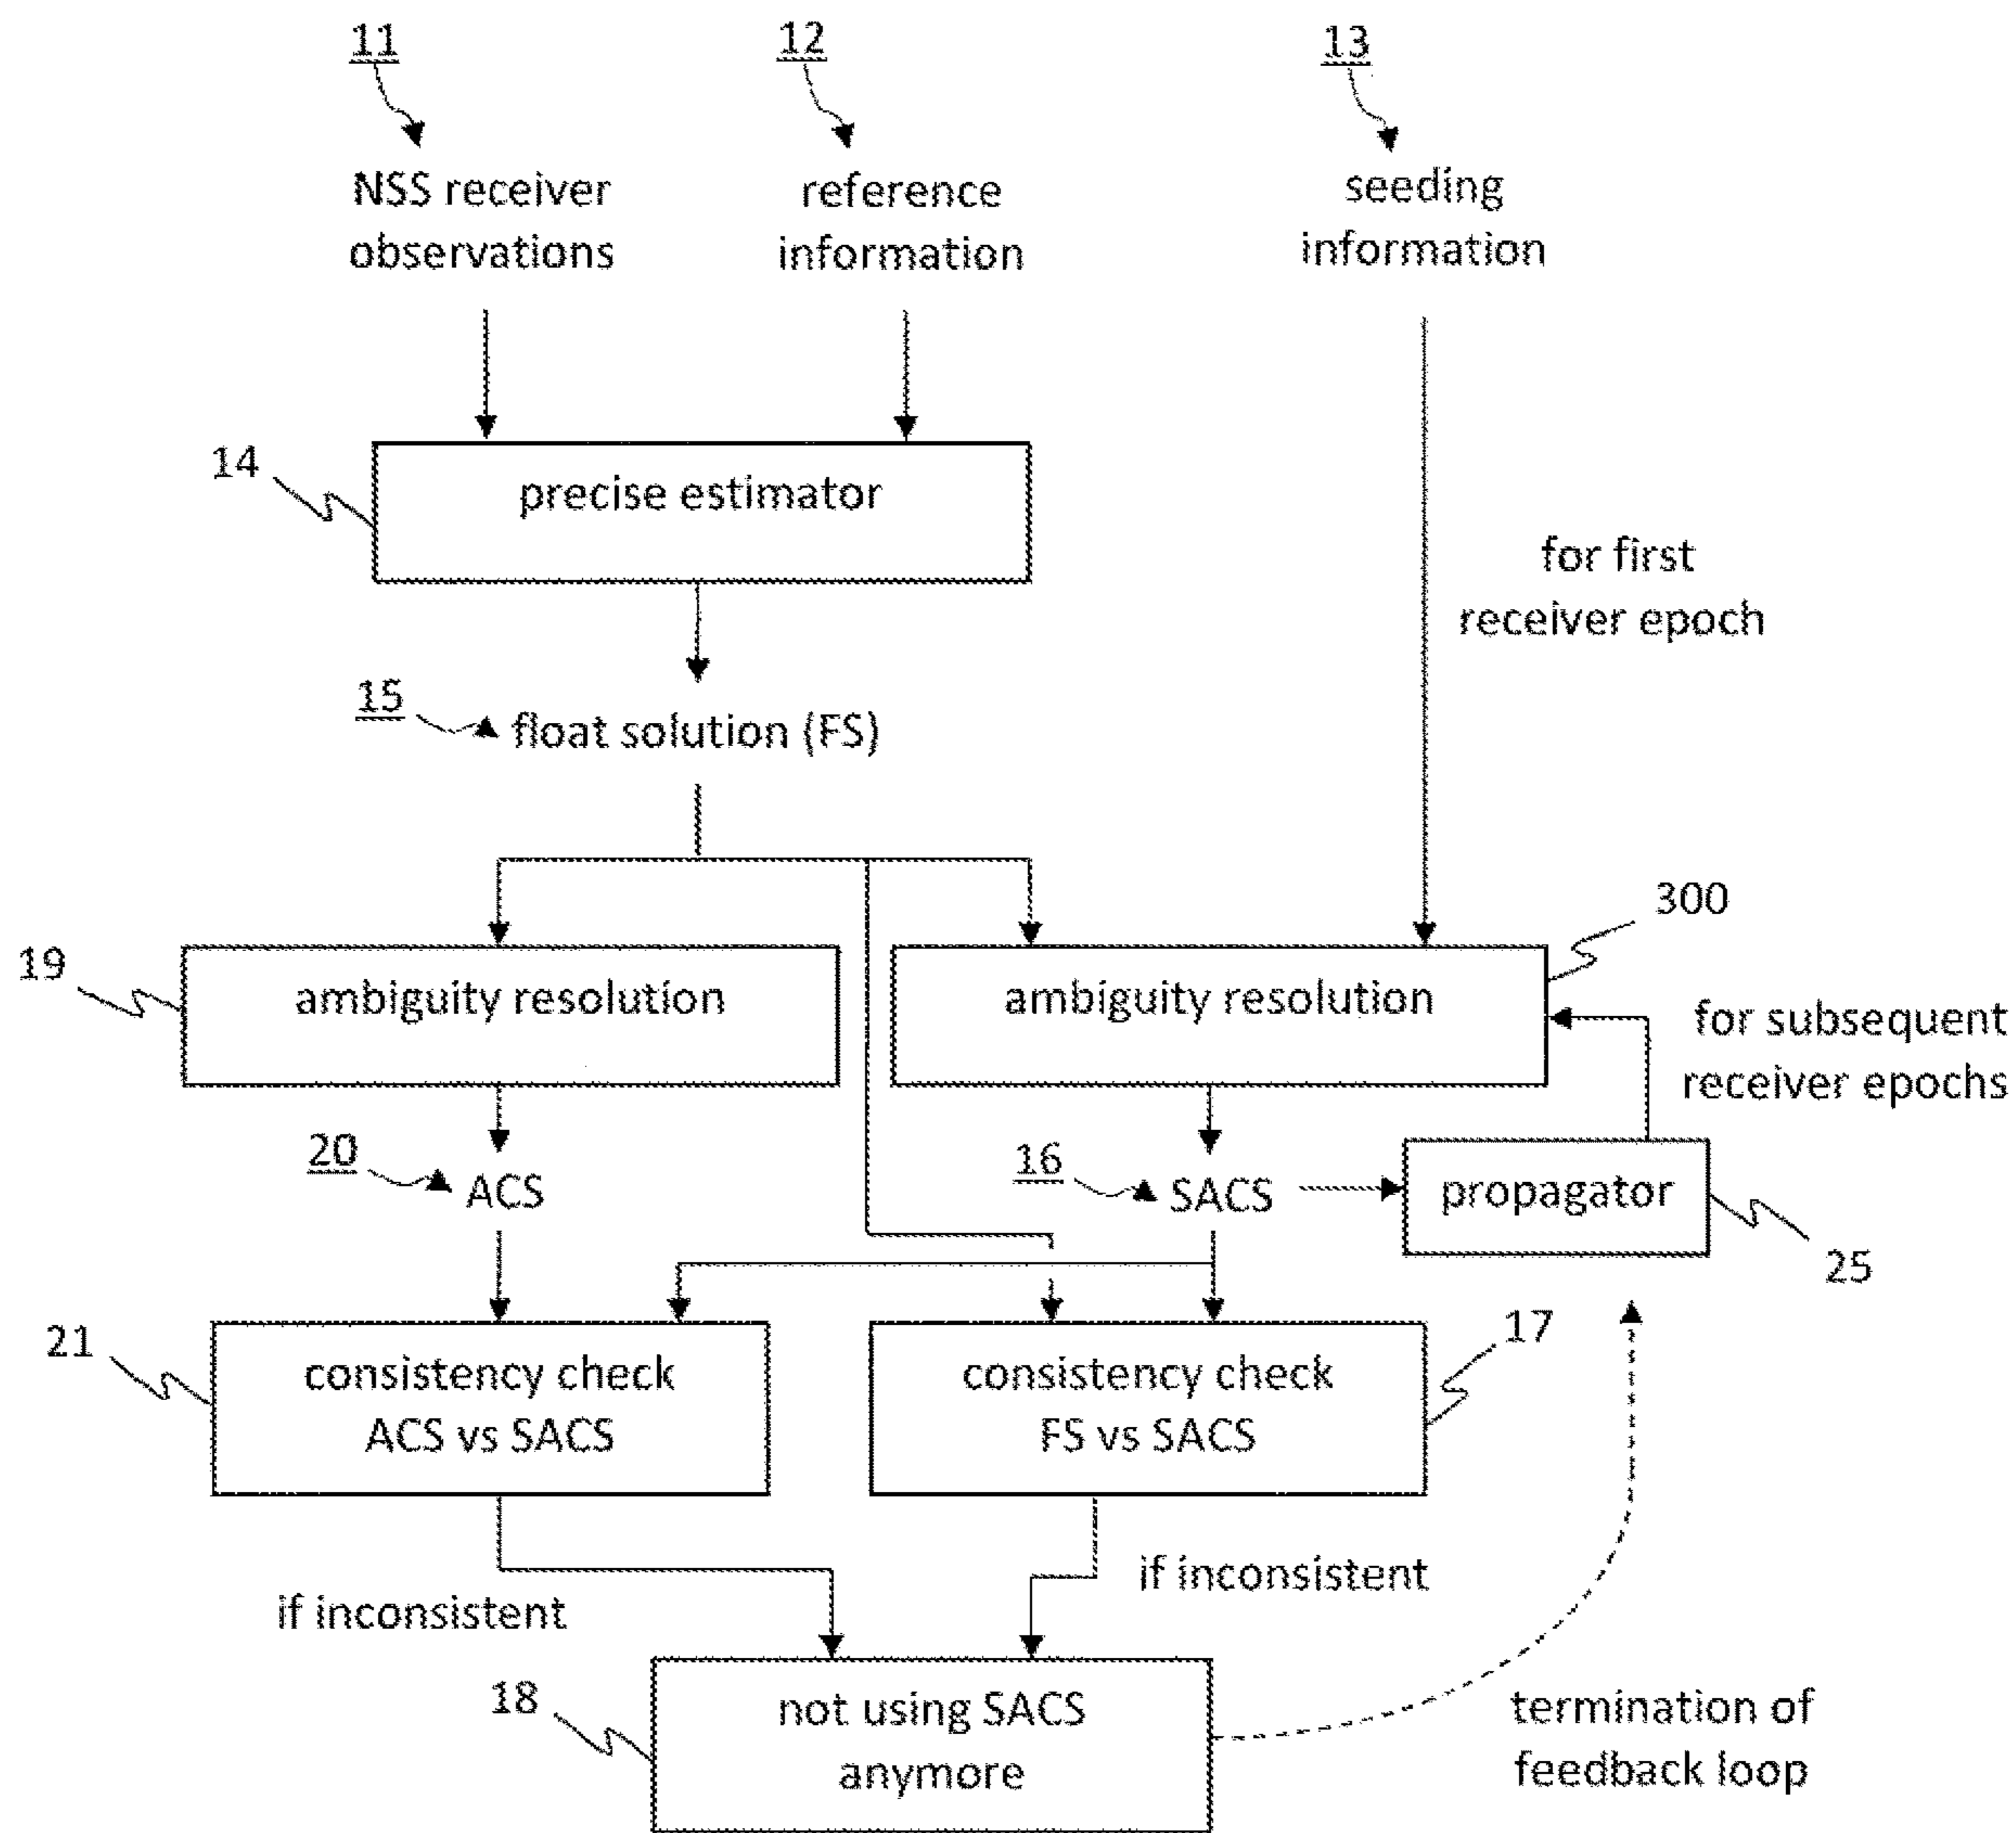 11
12
13
NSS receiver
observations
reference
information
seeding
information
14
precise estimator
for first
receiver epoch
15
float solution (FS)
300
19
ambiguity resolution
ambiguity resolution
for subsequent
receiver epochs
20
ACS
16
SACS
propagator
25
21
consistency check
ACS vs SACS
consistency check
FS vs SACS
17
if inconsistent
if inconsistent
18
not using SACS
anymore
termination of
feedback loop